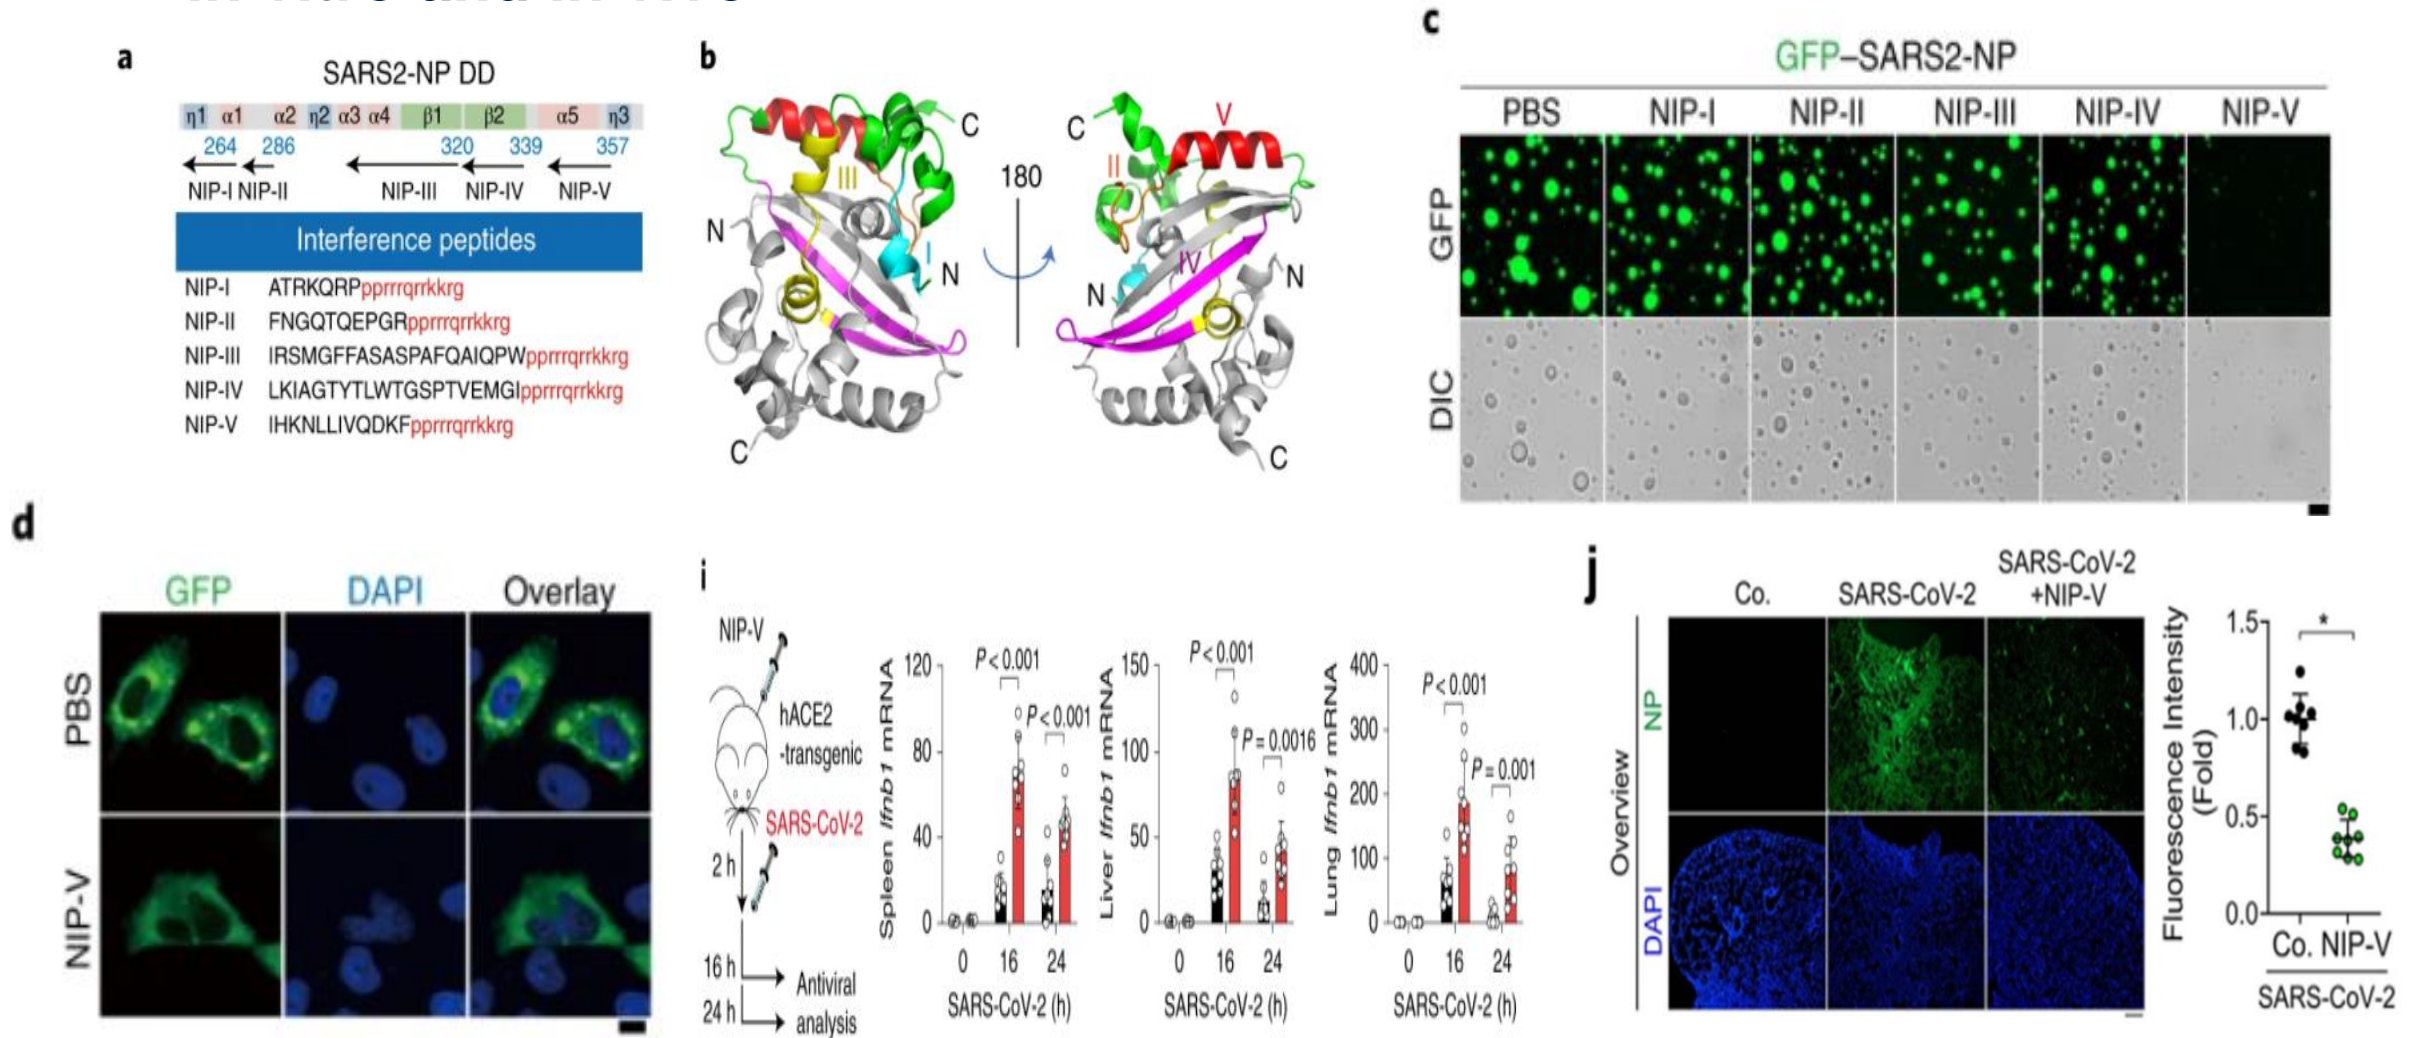 a
SARS2-NP DD
η1 α1 α2 η2 α3 α4 β1 β2 α5 η3
264 286 320 339 357
NIP-I NIP-II NIP-III NIP-IV NIP-V
Interference peptides
NIP-I ATRKQRPpprrrqrrkkrg
NIP-II FNGQTQEPGRpprrrqrrkkrg
NIP-III IRSMGFFASASPAFQAIQPWpprrrqrrkkrg
NIP-IV LKIAGTYTLWTGSPTVEMGIpprrrqrrkkrg
NIP-V IHKNLLIVQDKFpprrrqrrkkrg
b
C
III
N
I
N
C
180
C
V
II
IV
N
N
C
c
GFP–SARS2-NP
PBS NIP-I NIP-II NIP-III NIP-IV NIP-V
GFP
DIC
d
GFP DAPI Overlay
PBS
NIP-V
i
NIP-V
hACE2
-transgenic
SARS-CoV-2
2 h
16 h
24 h
Antiviral
analysis
Spleen Ifnb1 mRNA
120
80
40
0
P < 0.001
P < 0.001
0 16 24
SARS-CoV-2 (h)
Liver Ifnb1 mRNA
150
100
50
0
P < 0.001
P = 0.0016
0 16 24
SARS-CoV-2 (h)
Lung Ifnb1 mRNA
400
300
200
100
0
P < 0.001
P = 0.001
0 16 24
SARS-CoV-2 (h)
j
Co. SARS-CoV-2 SARS-CoV-2
+NIP-V
Overview
NP
DAPI
Fluorescence Intensity
(Fold)
1.5
1.0
0.5
0.0
*
Co. NIP-V
SARS-CoV-2